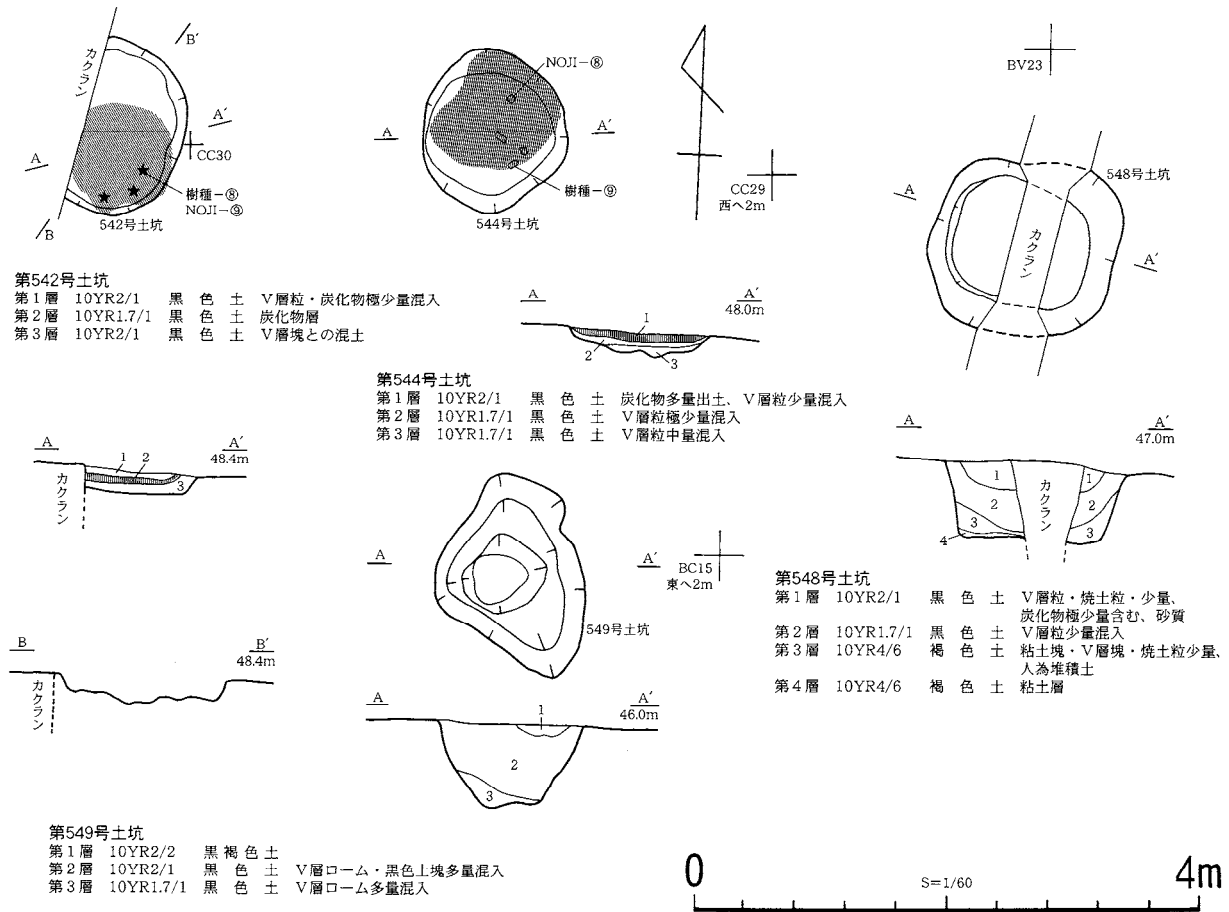 カクラン
B′
A′
CC30
A
樹種－⑧
NOJI－⑨
B
542号土坑
NOJI－⑧
A
A′
樹種－⑨
544号土坑
CC29
西へ2m
BV23
548号土坑
A
カクラン
A′
第542号土坑
第1層 10YR2/1 黒色土 Ⅴ層粒・炭化物極少量混入
第2層 10YR1.7/1 黒色土 炭化物層
第3層 10YR2/1 黒色土 Ⅴ層塊との混土
A
A′
48.0m
1
2
3
第544号土坑
第1層 10YR2/1 黒色土 炭化物多量出土、Ⅴ層粒少量混入
第2層 10YR1.7/1 黒色土 Ⅴ層粒極少量混入
第3層 10YR1.7/1 黒色土 Ⅴ層粒中量混入
A
A′
48.4m
1 2
3
カクラン
A
A′
47.0m
1
2
3
4
カクラン
1
2
3
A
A′
BC15
東へ2m
549号土坑
第548号土坑
第1層 10YR2/1 黒色土 Ⅴ層粒・焼土粒・少量、
炭化物極少量含む、砂質
第2層 10YR1.7/1 黒色土 Ⅴ層粒少量混入
第3層 10YR4/6 褐色土 粘土塊・Ⅴ層塊・焼土粒少量、
人為堆積土
第4層 10YR4/6 褐色土 粘土層
B
B′
48.4m
カクラン
A
A′
46.0m
1
2
3
第549号土坑
第1層 10YR2/2 黒褐色土
第2層 10YR2/1 黒色土 Ⅴ層ローム・黒色土塊多量混入
第3層 10YR1.7/1 黒色土 Ⅴ層ローム多量混入
0 S=1/60 4m